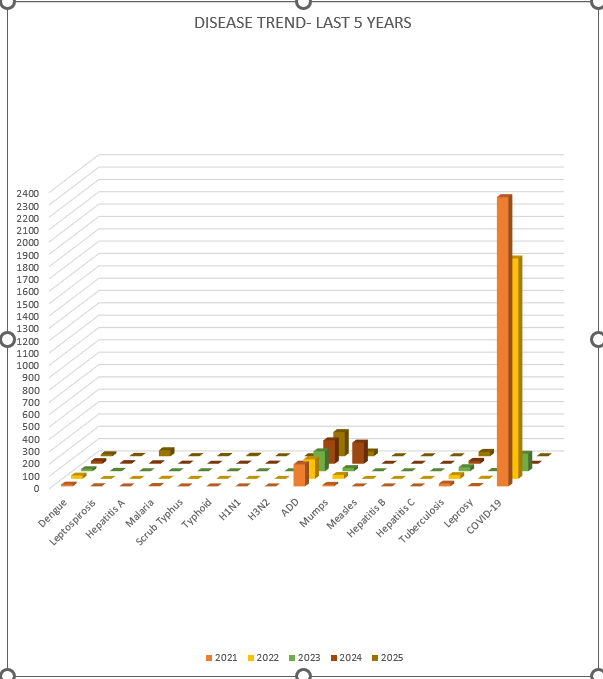 DISEASE TREND- LAST 5 YEARS
2400
2300
2200
2100
2000
1900
1800
1700
1600
1500
1400
1300
1200
1100
1000
900
800
700
600
500
400
300
200
100
0
Dengue
Leptospirosis
Hepatitis A
Malaria
Scrub Typhus
Typhoid
H1N1
H3N2
ADD
Mumps
Measles
Hepatitis B
Hepatitis C
Tuberculosis
Leprosy
COVID-19
2021 2022 2023 2024 2025